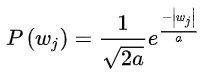 P (w_j) = \frac{1}{\sqrt{2a}} e^{\frac{-|w_j|}{a}}